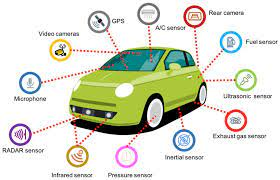 Rear camera
A/C sensor
GPS
Video cameras
Fuel sensor
Microphone
Ultrasonic sensor
RADAR sensor
Exhaust gas sensor
Inertial sensor
Infrared sensor
Pressure sensor